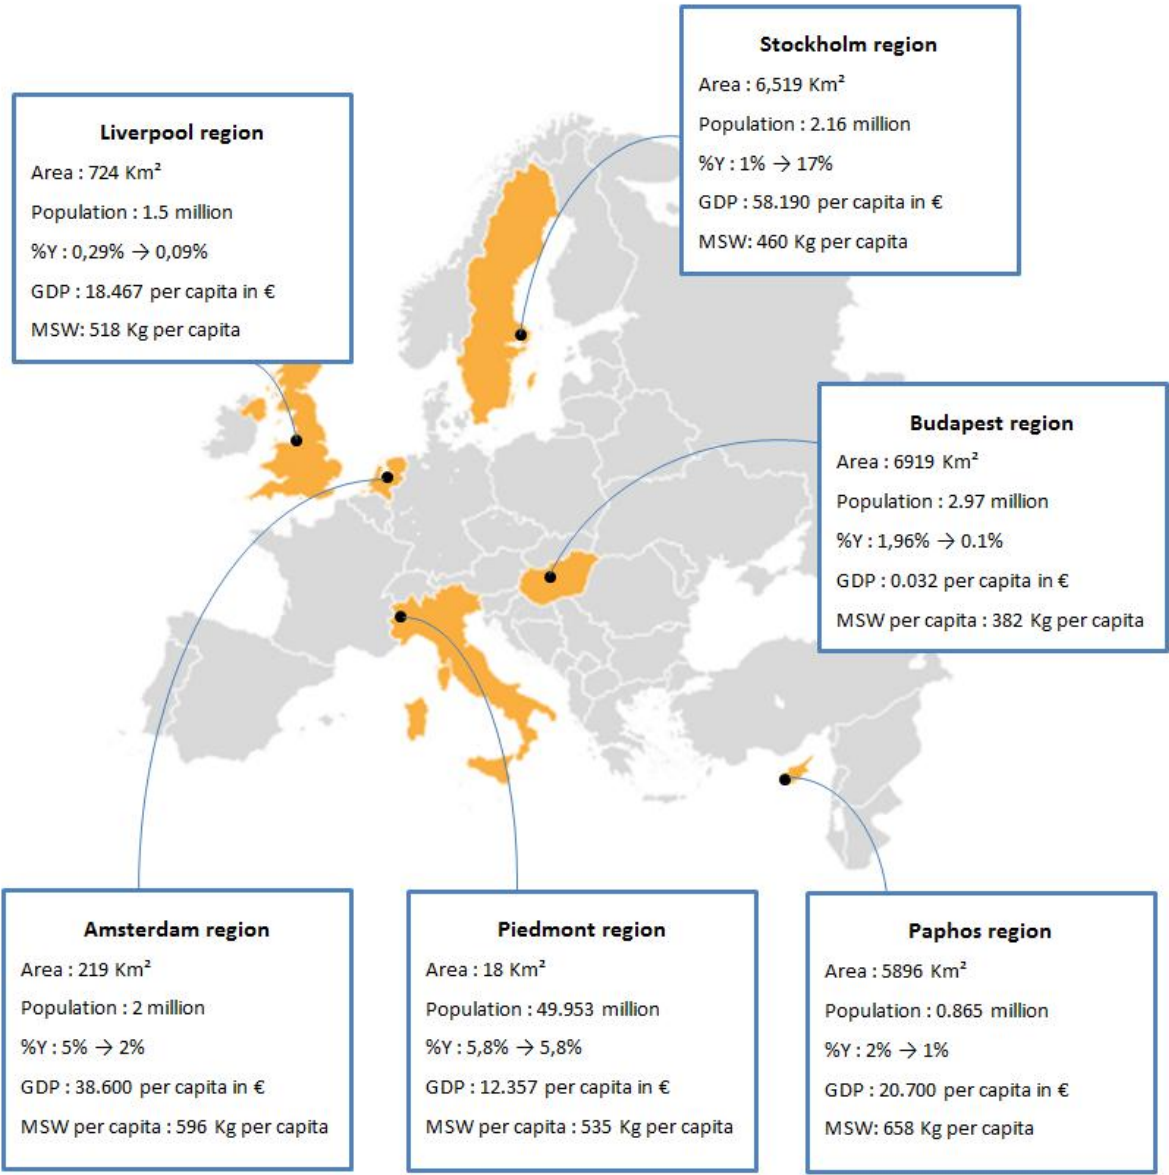 Stockholm region
Area : 6,519 Km²
Population : 2.16 million
%Y : 1% → 17%
GDP : 58.190 per capita in €
MSW: 460 Kg per capita
Liverpool region
Area : 724 Km²
Population : 1.5 million
%Y : 0,29% → 0,09%
GDP : 18.467 per capita in €
MSW: 518 Kg per capita
Budapest region
Area : 6919 Km²
Population : 2.97 million
%Y : 1,96% → 0.1%
GDP : 0.032 per capita in €
MSW per capita : 382 Kg per capita
Amsterdam region
Area : 219 Km²
Population : 2 million
%Y : 5% → 2%
GDP : 38.600 per capita in €
MSW per capita : 596 Kg per capita
Piedmont region
Area : 18 Km²
Population : 49.953 million
%Y : 5,8% → 5,8%
GDP : 12.357 per capita in €
MSW per capita : 535 Kg per capita
Paphos region
Area : 5896 Km²
Population : 0.865 million
%Y : 2% → 1%
GDP : 20.700 per capita in €
MSW: 658 Kg per capita